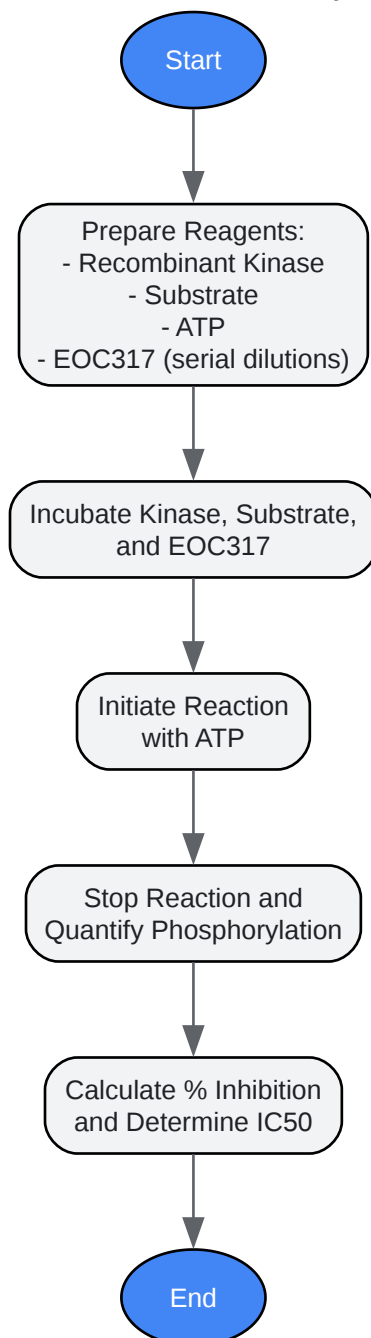 Start
Prepare Reagents:
- Recombinant Kinase
- Substrate
- ATP
- EOC317 (serial dilutions)
Incubate Kinase, Substrate,
and EOC317
Initiate Reaction
with ATP
Stop Reaction and
Quantify Phosphorylation
Calculate % Inhibition
and Determine IC50
End